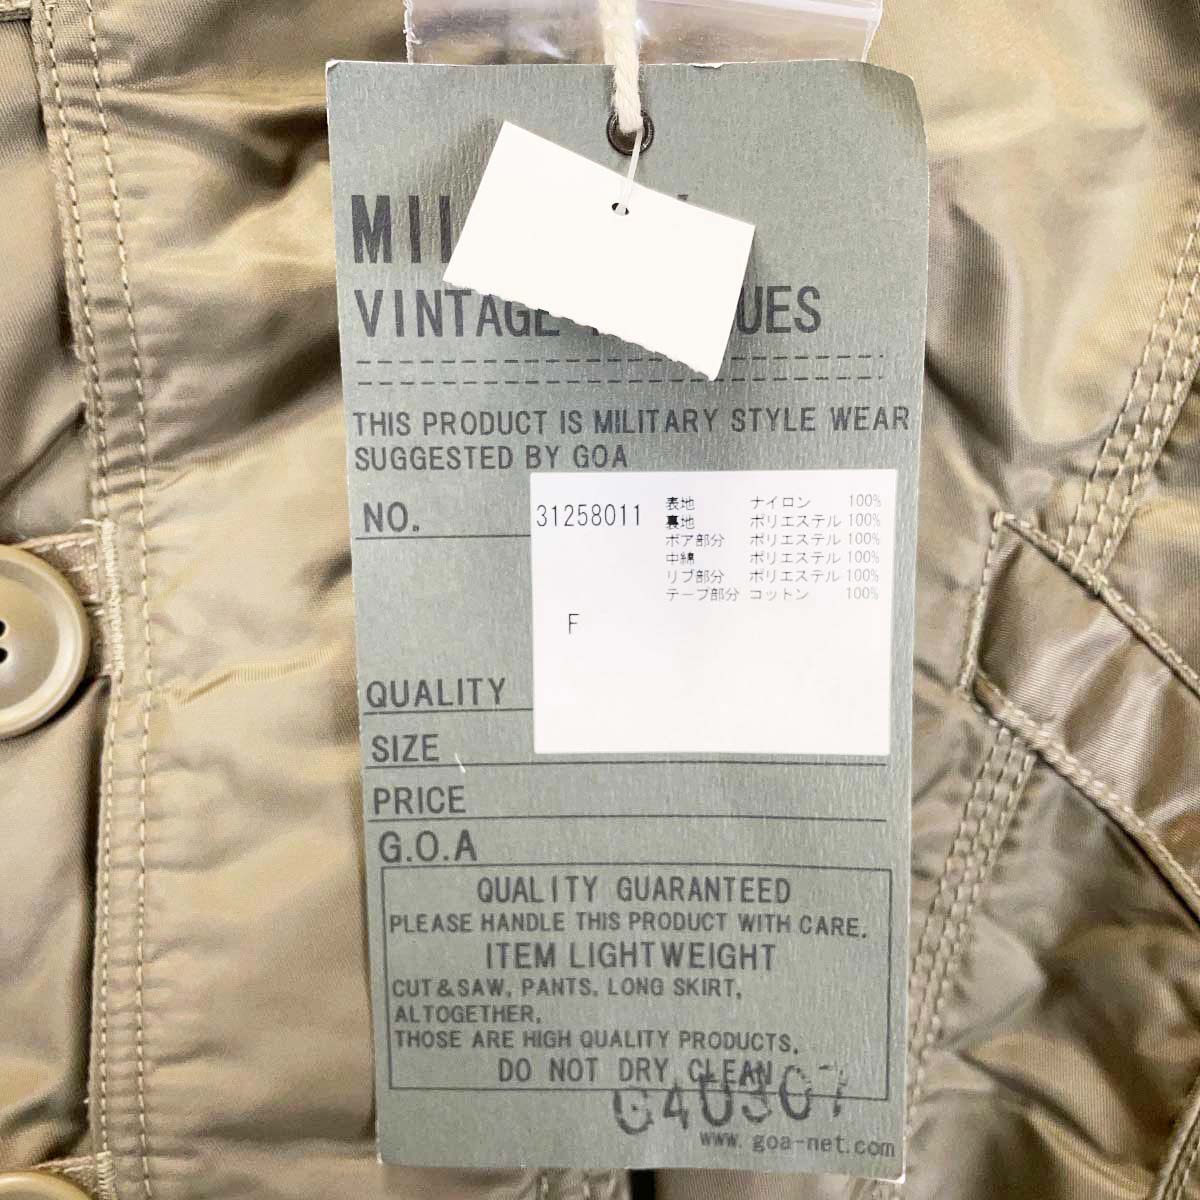 VINTAGE
THIS PRODUCT IS MILITARY STYLE WEAR
SUGGESTED BY GOA
NO.
31258011
表地 ナイロン 100%
裏地 ポリエステル 100%
ボア部分 ポリエステル 100%
中綿 ポリエステル 100%
リブ部分 ポリエステル 100%
テープ部分 コットン 100%
F
QUALITY
SIZE
PRICE
G.O.A
QUALITY GUARANTEED
PLEASE HANDLE THIS PRODUCT WITH CARE.
ITEM LIGHTWEIGHT
CUT&SAW, PANTS, LONG SKIRT,
ALTOGETHER,
THOSE ARE HIGH QUALITY PRODUCTS.
DO NOT DRY CLEAN
www.goa-net.com